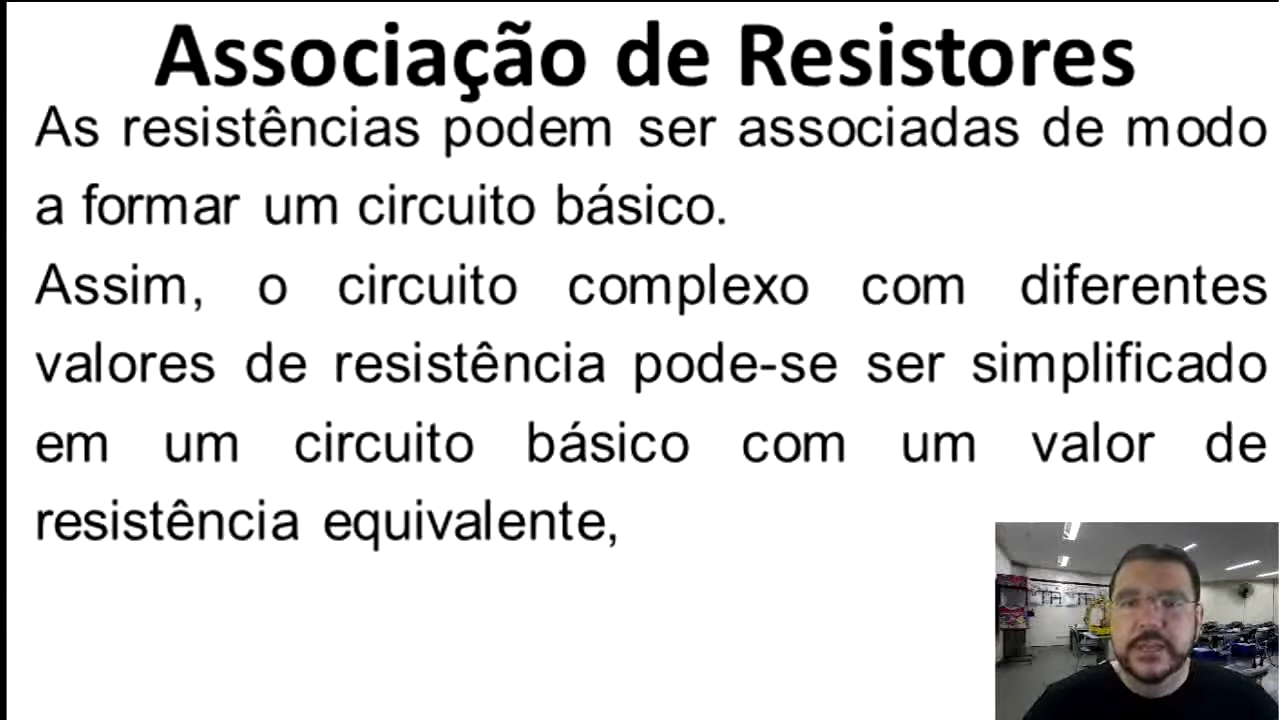 Associação de Resistores
As resistências podem ser associadas de modo
a formar um circuito básico.
Assim, o circuito complexo com diferentes
valores de resistência pode-se ser simplificado
em um circuito básico com um valor de
resistência equivalente,